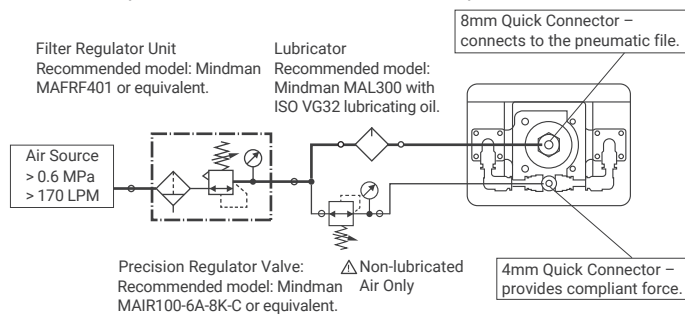 8mm Quick Connector –
connects to the pneumatic file.
Filter Regulator Unit
Recommended model: Mindman
MAFRF401 or equivalent.
Lubricator
Recommended model:
Mindman MAL300 with
ISO VG32 lubricating oil.
Air Source
> 0.6 MPa
> 170 LPM
Precision Regulator Valve:
Recommended model: Mindman
MAIR100-6A-8K-C or equivalent.
⚠ Non-lubricated
Air Only
4mm Quick Connector –
provides compliant force.